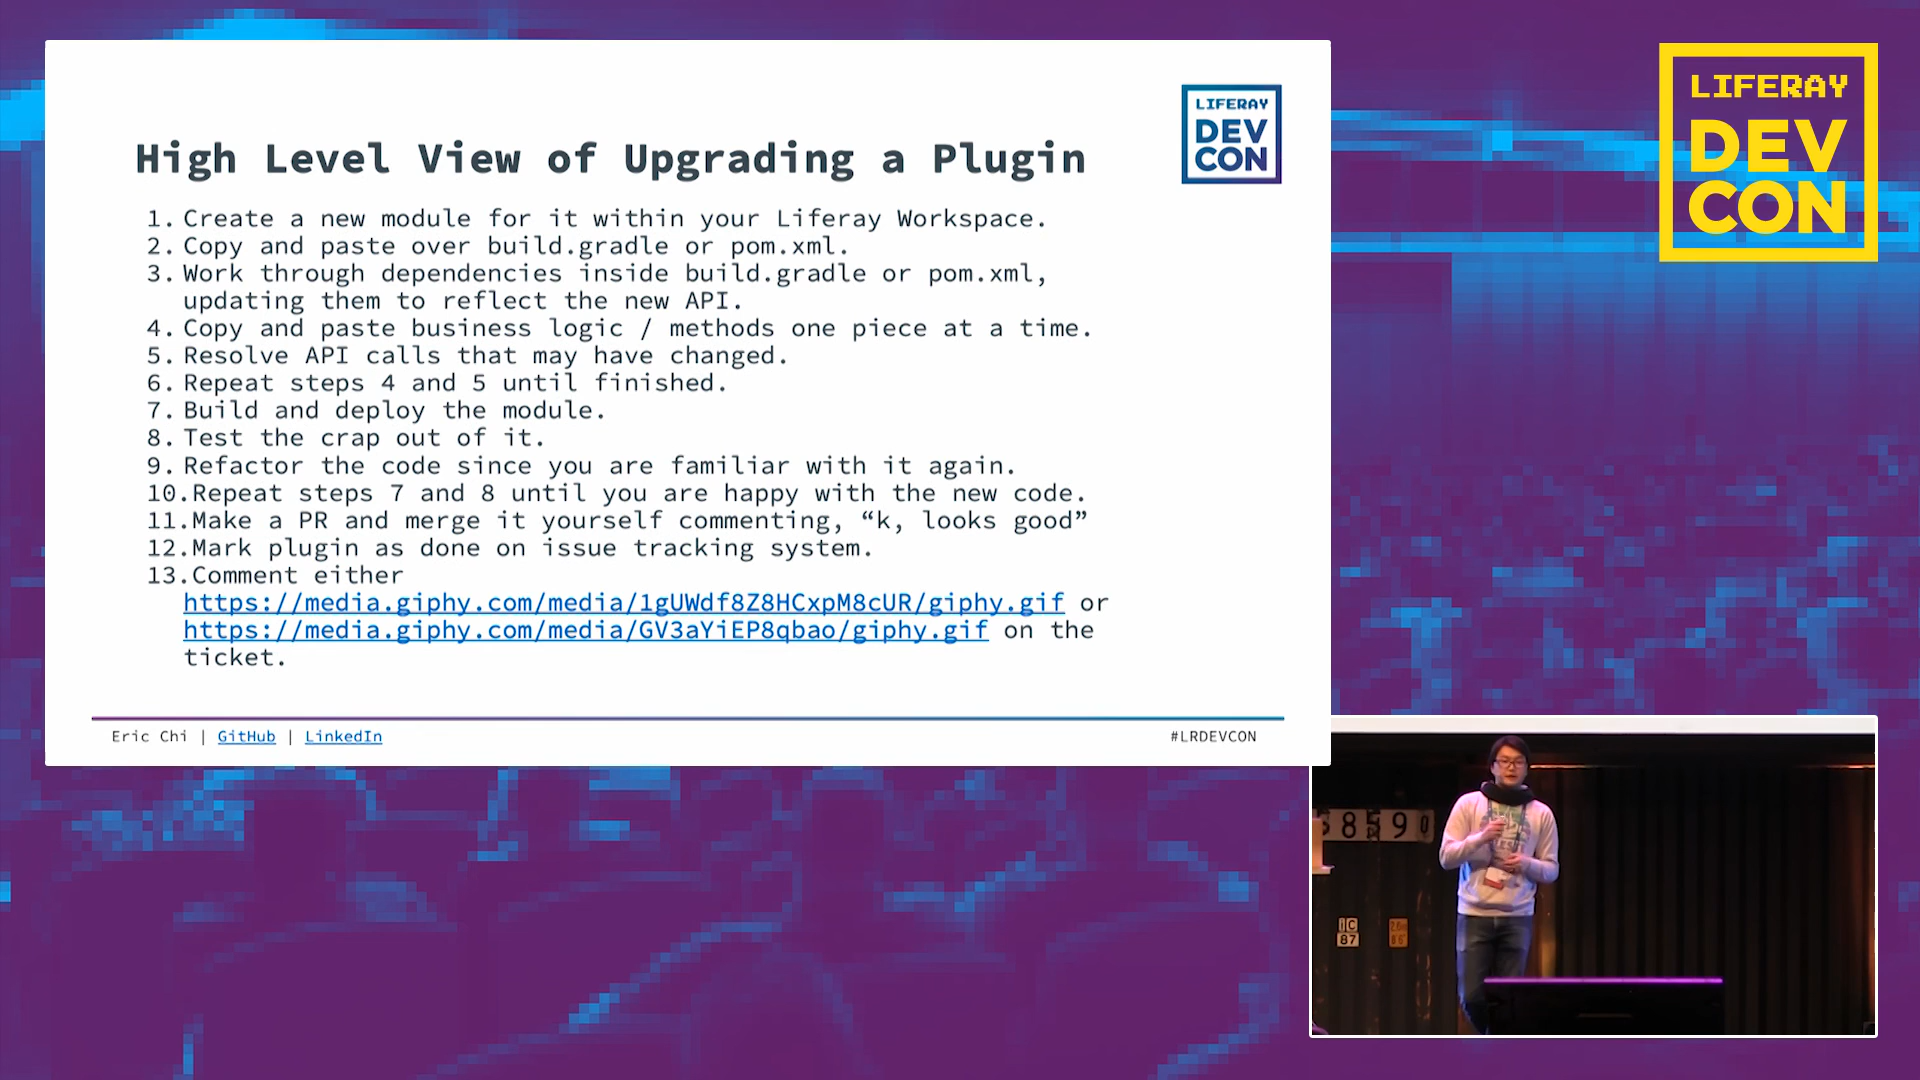 LIFERAY
DEV
CON
High Level View of Upgrading a Plugin
1. Create a new module for it within your Liferay Workspace.
2. Copy and paste over build.gradle or pom.xml.
3. Work through dependencies inside build.gradle or pom.xml,
updating them to reflect the new API.
4. Copy and paste business logic / methods one piece at a time.
5. Resolve API calls that may have changed.
6. Repeat steps 4 and 5 until finished.
7. Build and deploy the module.
8. Test the crap out of it.
9. Refactor the code since you are familiar with it again.
10.Repeat steps 7 and 8 until you are happy with the new code.
11.Make a PR and merge it yourself commenting, “k, looks good”
12.Mark plugin as done on issue tracking system.
13.Comment either
https://media.giphy.com/media/1gUWdf8Z8HCxpM8cUR/giphy.gif or
https://media.giphy.com/media/GV3aYiEP8qbao/giphy.gif on the
ticket.
Eric Chi | GitHub | LinkedIn
#LRDEVCON
LIFERAY
DEV
CON
8590
87